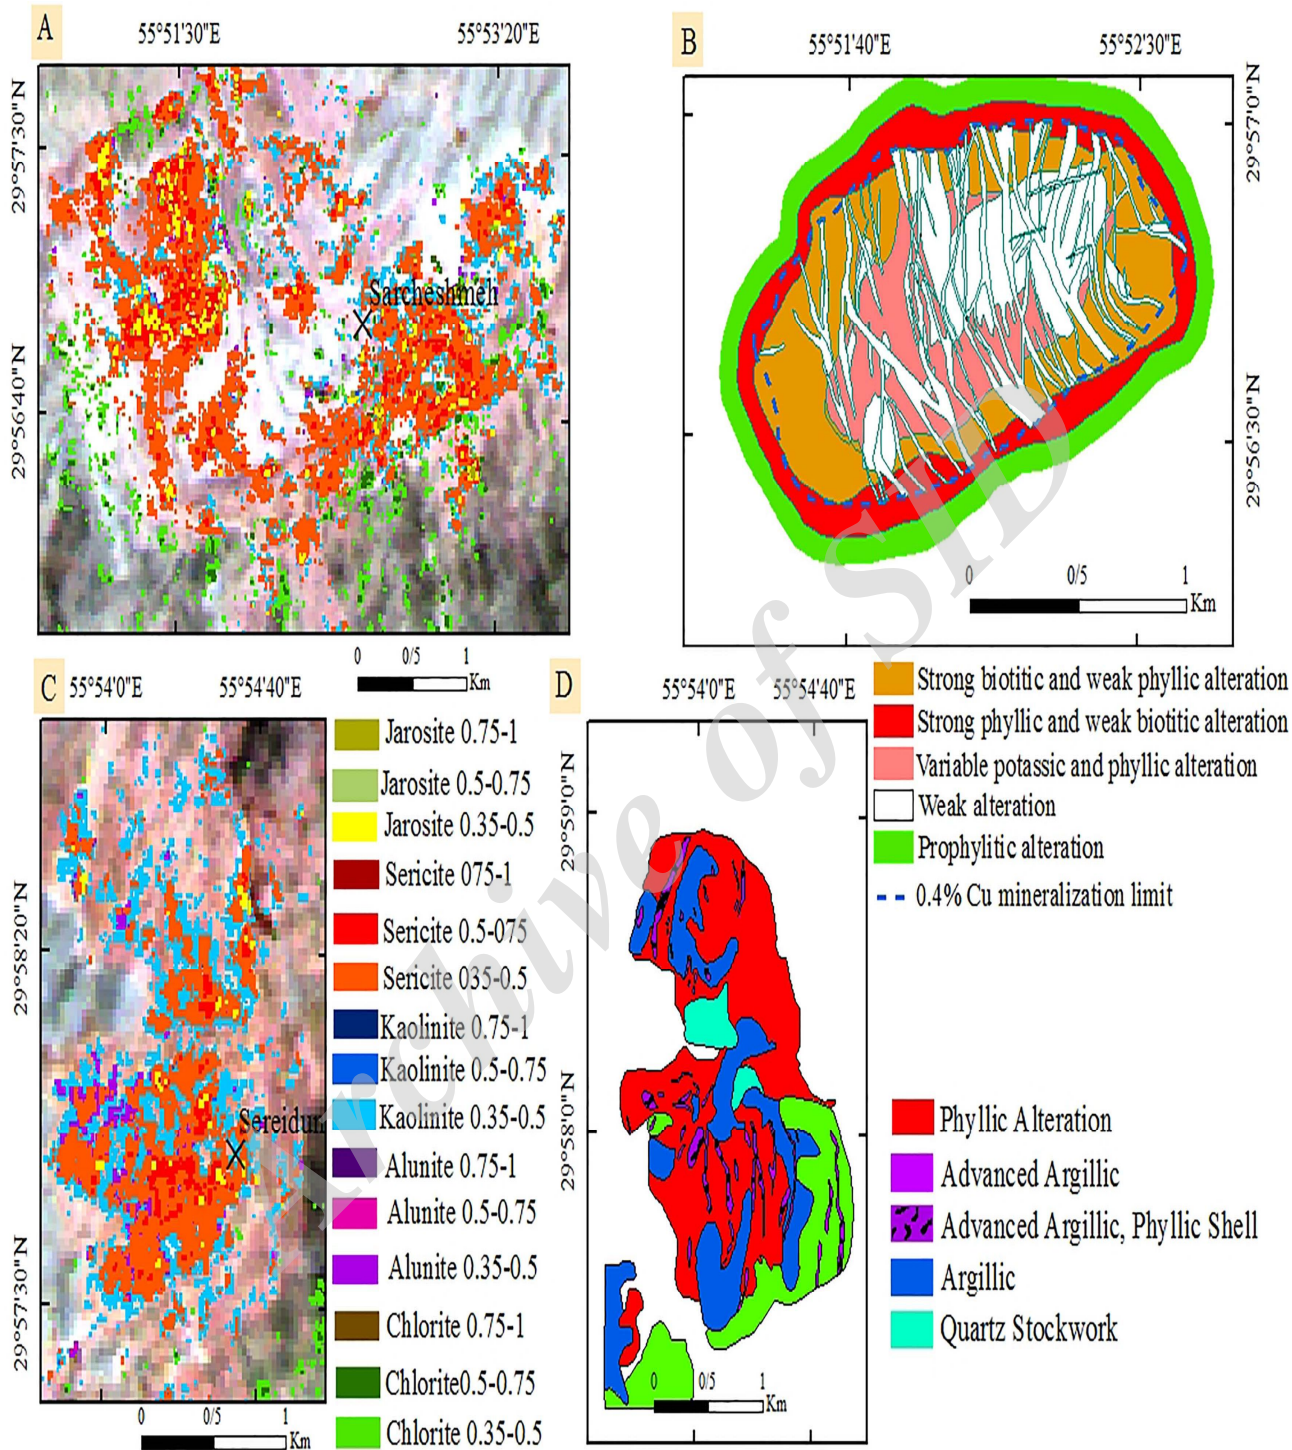 A
55°51'30"E
55°53'20"E
29°57'30"N
29°56'40"N
Sarcheshmeh
0 0/5 1
Km
B
55°51'40"E
55°52'30"E
29°57'0"N
29°56'30"N
0 0/5 1
Km
Strong biotitic and weak phyllic alteration
Strong phyllic and weak biotitic alteration
Variable potassic and phyllic alteration
Weak alteration
Prophylitic alteration
0.4% Cu mineralization limit
C
55°54'0"E
55°54'40"E
29°58'20"N
29°57'30"N
Sereidun
0 0/5 1
Km
Jarosite 0.75-1
Jarosite 0.5-0.75
Jarosite 0.35-0.5
Sericite 075-1
Sericite 0.5-075
Sericite 035-0.5
Kaolinite 0.75-1
Kaolinite 0.5-0.75
Kaolinite 0.35-0.5
Alunite 0.75-1
Alunite 0.5-0.75
Alunite 0.35-0.5
Chlorite 0.75-1
Chlorite0.5-0.75
Chlorite 0.35-0.5
D
55°54'0"E
55°54'40"E
29°59'0"N
29°58'0"N
0 0/5 1
Km
Phyllic Alteration
Advanced Argillic
Advanced Argillic, Phyllic Shell
Argillic
Quartz Stockwork
Archive of SID